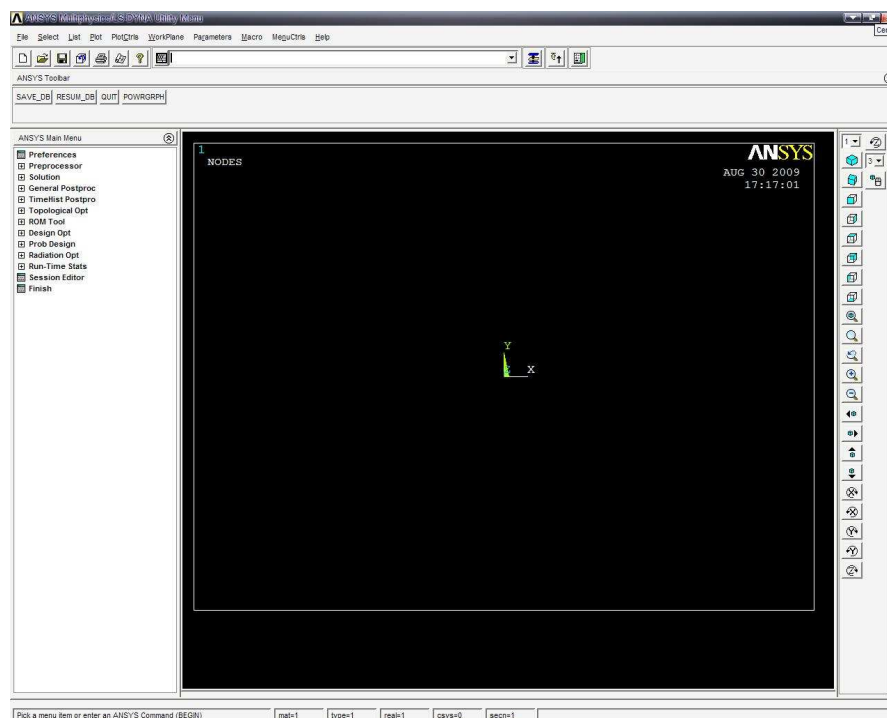 ANSYS Multiphysics/LS DYNA Utility Menu
Cer
File Select List Plot PlotCtrls WorkPlane Parameters Macro MenuCtrls Help
ANSYS Toolbar
SAVE_DB RESUM_DB QUIT POWRGRPH
ANSYS Main Menu
Preferences
Preprocessor
Solution
General Postproc
TimeHist Postpro
Topological Opt
ROM Tool
Design Opt
Prob Design
Radiation Opt
Run-Time Stats
Session Editor
Finish
1
NODES
ANSYS
AUG 30 2009
17:17:01
Y
X
1
3
Pick a menu item or enter an ANSYS Command (BEGIN) mat=1 type=1 real=1 csys=0 secn=1